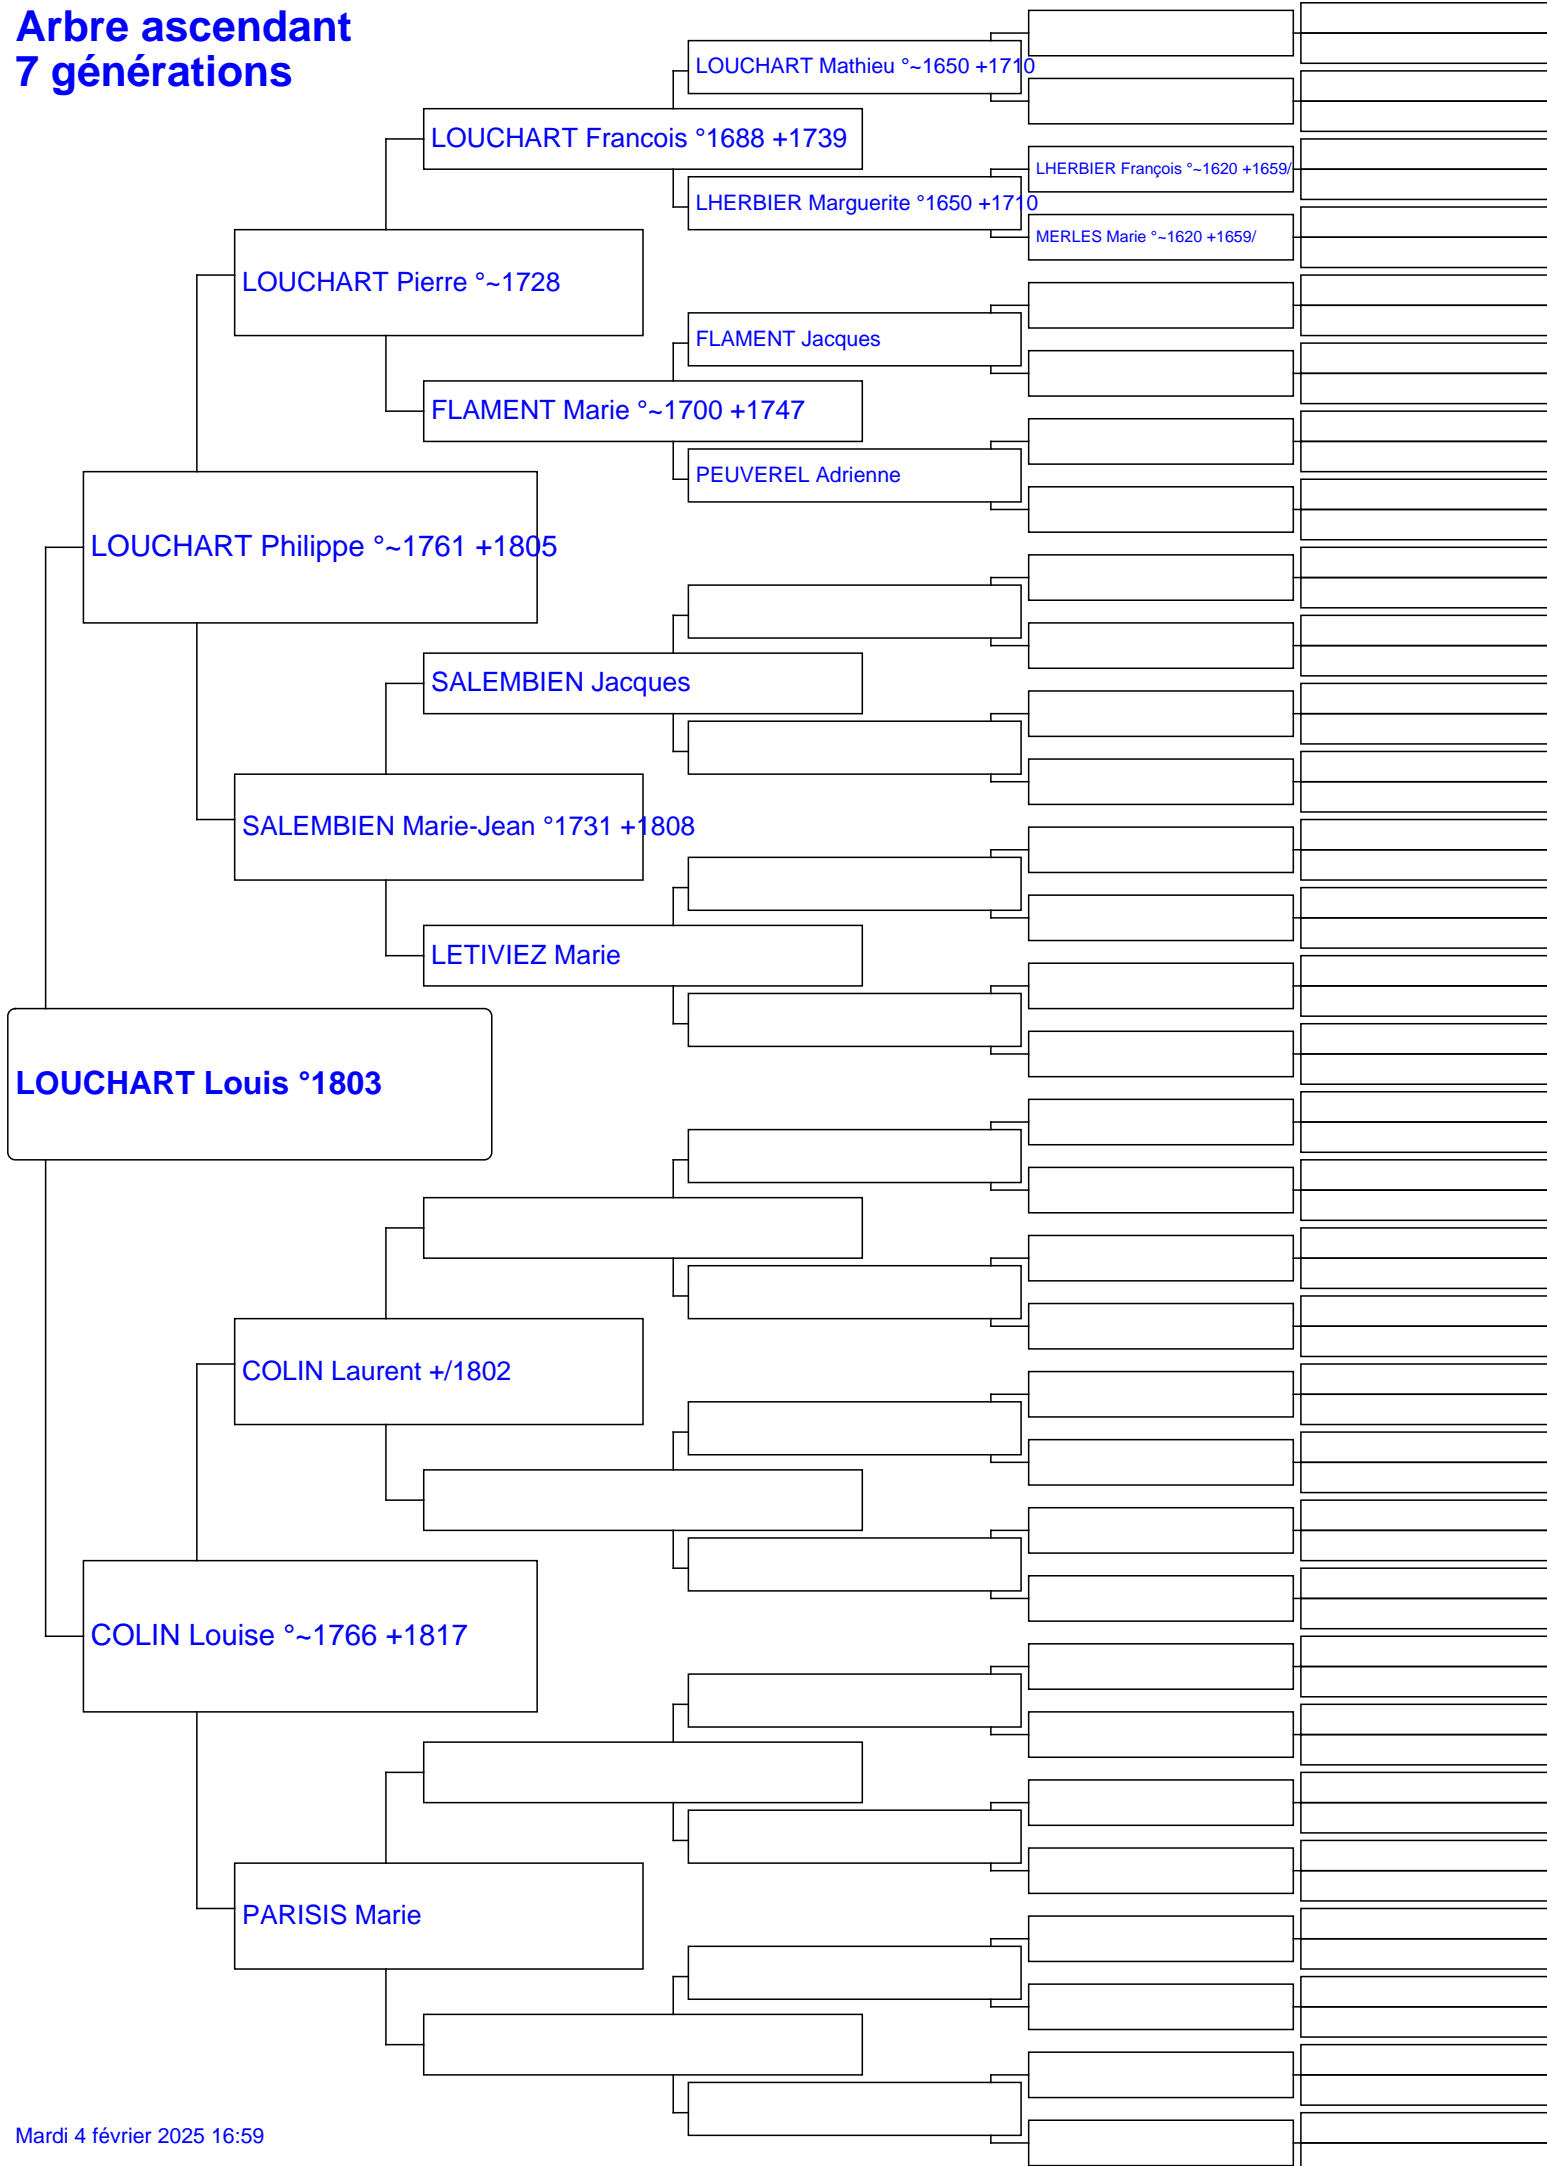 Arbre ascendant
7 générations
LOUCHART Mathieu °~1650 +1710
LOUCHART Francois °1688 +1739
LHERBIER François °~1620 +1659/
LHERBIER Marguerite °1650 +1710
MERLES Marie °~1620 +1659/
LOUCHART Pierre °~1728
FLAMENT Jacques
FLAMENT Marie °~1700 +1747
PEUVEREL Adrienne
LOUCHART Philippe °~1761 +1805
SALEMBIEN Jacques
SALEMBIEN Marie-Jean °1731 +1808
LETIVIEZ Marie
LOUCHART Louis °1803
COLIN Laurent +/1802
COLIN Louise °~1766 +1817
PARISIS Marie
Mardi 4 février 2025 16:59